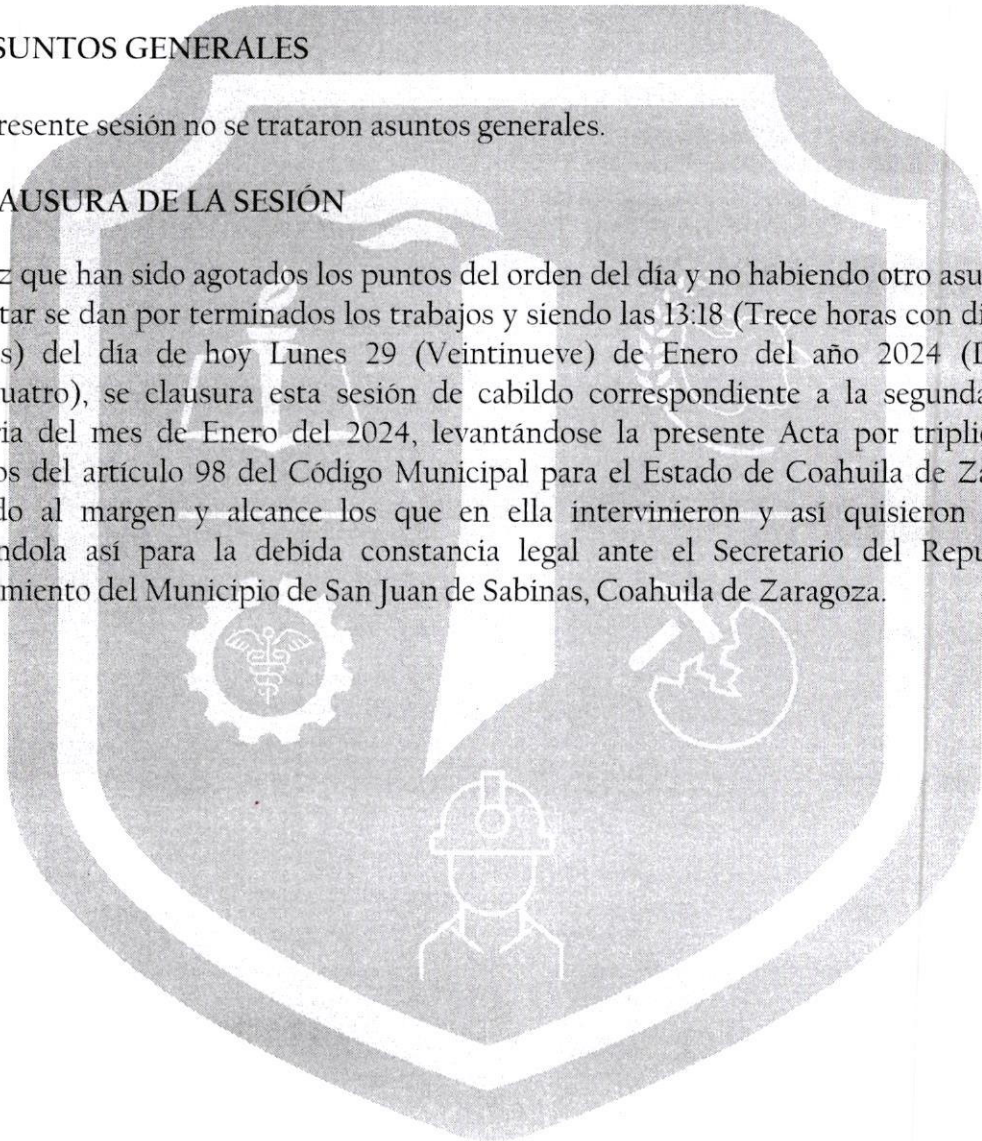 SUNTOS GENERALES
resente sesión no se trataron asuntos generales.
AUSURA DE LA SESIÓN
z que han sido agotados los puntos del orden del día y no habiendo otro asu
tar se dan por terminados los trabajos y siendo las 13:18 (Trece horas con di
s) del día de hoy Lunes 29 (Veintinueve) de Enero del año 2024 (D
uatro), se clausura esta sesión de cabildo correspondiente a la segunda
ia del mes de Enero del 2024, levantándose la presente Acta por triplic
os del artículo 98 del Código Municipal para el Estado de Coahuila de Za
do al margen y alcance los que en ella intervinieron y así quisieron
ndola así para la debida constancia legal ante el Secretario del Repu
miento del Municipio de San Juan de Sabinas, Coahuila de Zaragoza.